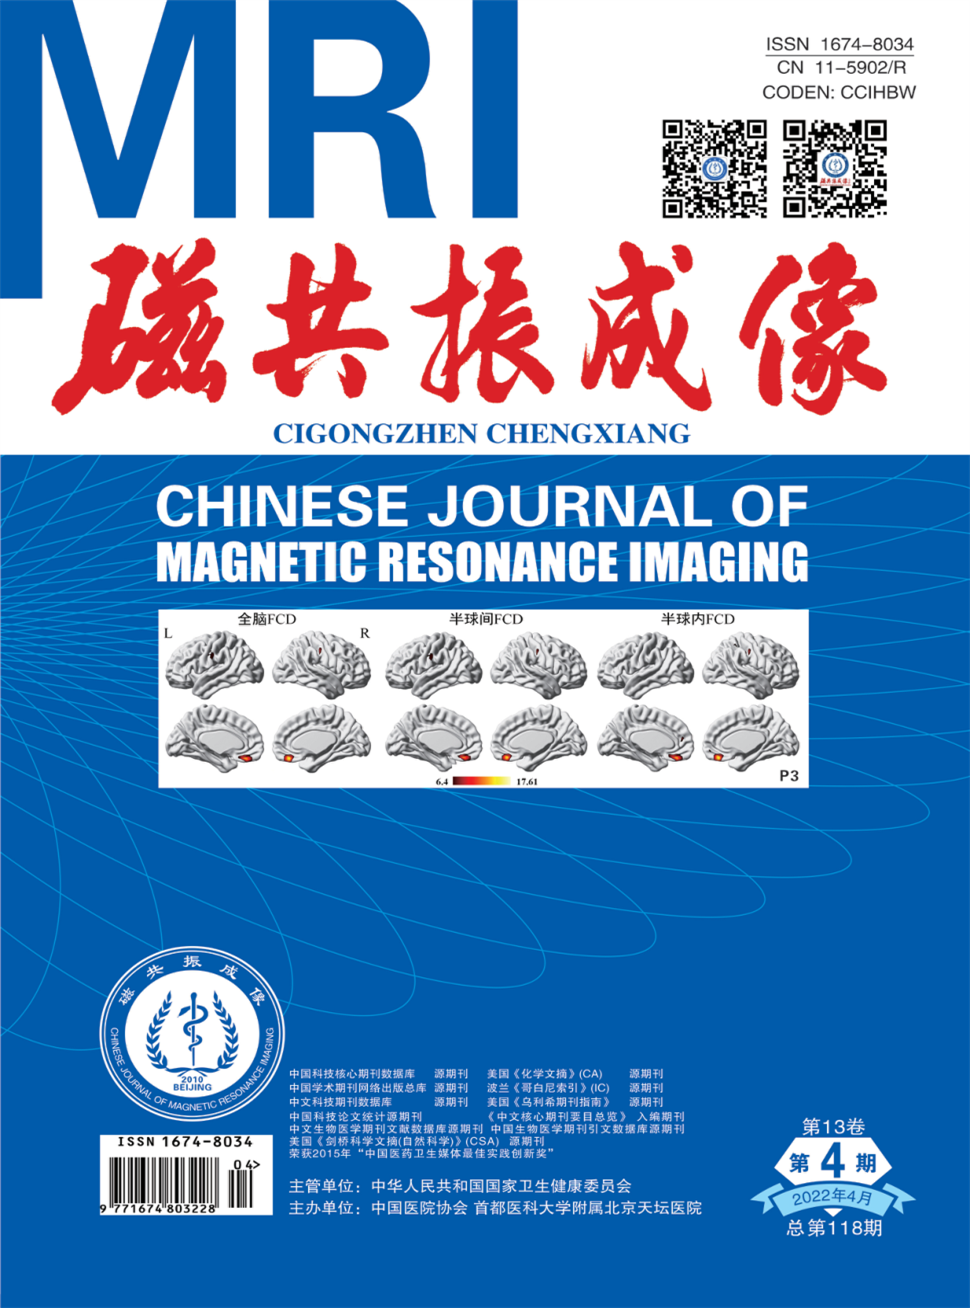 MRI
ISSN 1674-8034
CN 11-5902/R
CODEN: CCIHBW
磁共振成像
CIGONGZHEN CHENGXIANG
CHINESE JOURNAL OF
MAGNETIC RESONANCE IMAGING
全脑FCD 半球间FCD 半球内FCD
L R
6.4 17.61
P3
磁共振成像
2010
BEIJING
CHINESE JOURNAL OF MAGNETIC RESONANCE IMAGING
中国科技核心期刊数据库 源期刊 美国《化学文摘》(CA) 源期刊
中国学术期刊网络出版总库 源期刊 波兰《哥白尼索引》(IC) 源期刊
中文科技期刊数据库 源期刊 美国《乌利希期刊指南》 源期刊
中国科技论文统计源期刊 《中文核心期刊要目总览》 入编期刊
中文生物医学期刊文献数据库源期刊 中国生物医学期刊引文数据库源期刊
美国《剑桥科学文摘(自然科学)》(CSA) 源期刊
荣获2015年“中国医药卫生媒体最佳实践创新奖”
主管单位：中华人民共和国国家卫生健康委员会
主办单位：中国医院协会 首都医科大学附属北京天坛医院
ISSN 1674-8034
04>
9 771674 803228
第13卷
第4期
2022年4月
总第118期